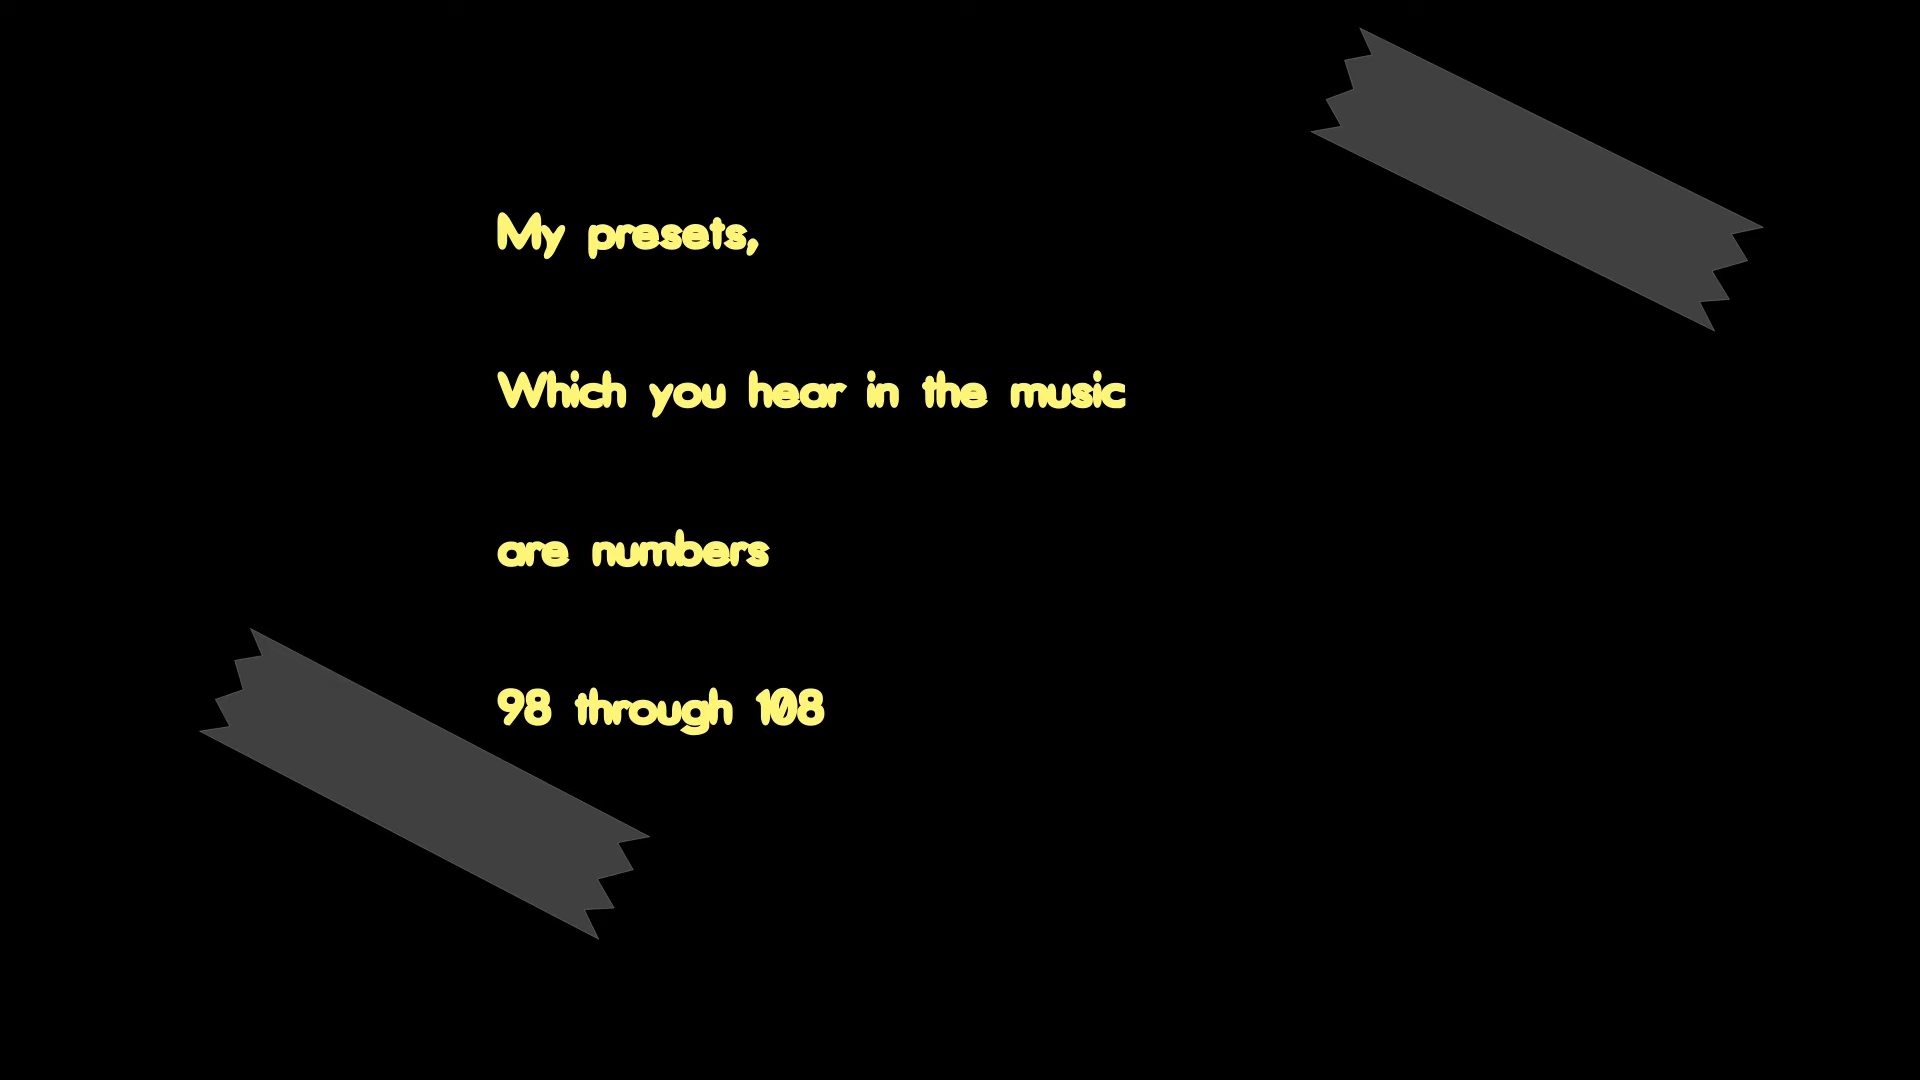 My presets,
Which you hear in the music
are numbers
98 through 108